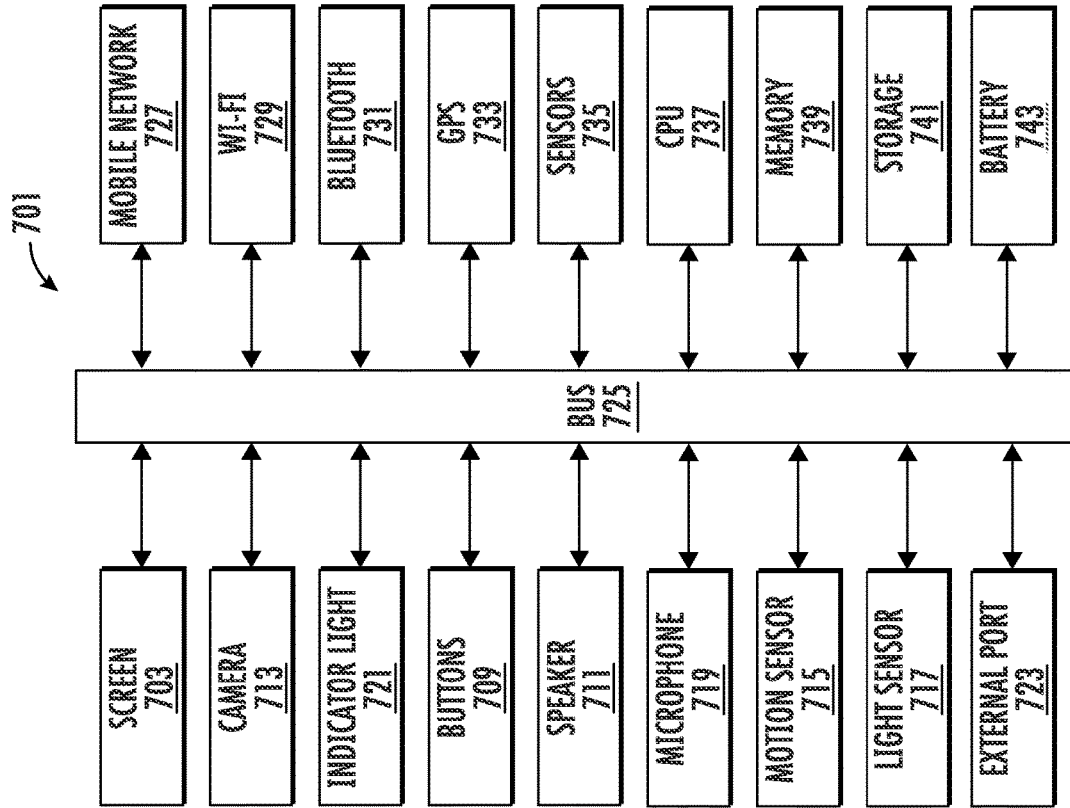 701
SCREEN
703
CAMERA
713
INDICATOR LIGHT
721
BUTTONS
709
SPEAKER
711
MICROPHONE
719
MOTION SENSOR
715
LIGHT SENSOR
717
EXTERNAL PORT
723
BUS
725
MOBILE NETWORK
727
WI-FI
729
BLUETOOTH
731
GPS
733
SENSORS
735
CPU
737
MEMORY
739
STORAGE
741
BATTERY
743